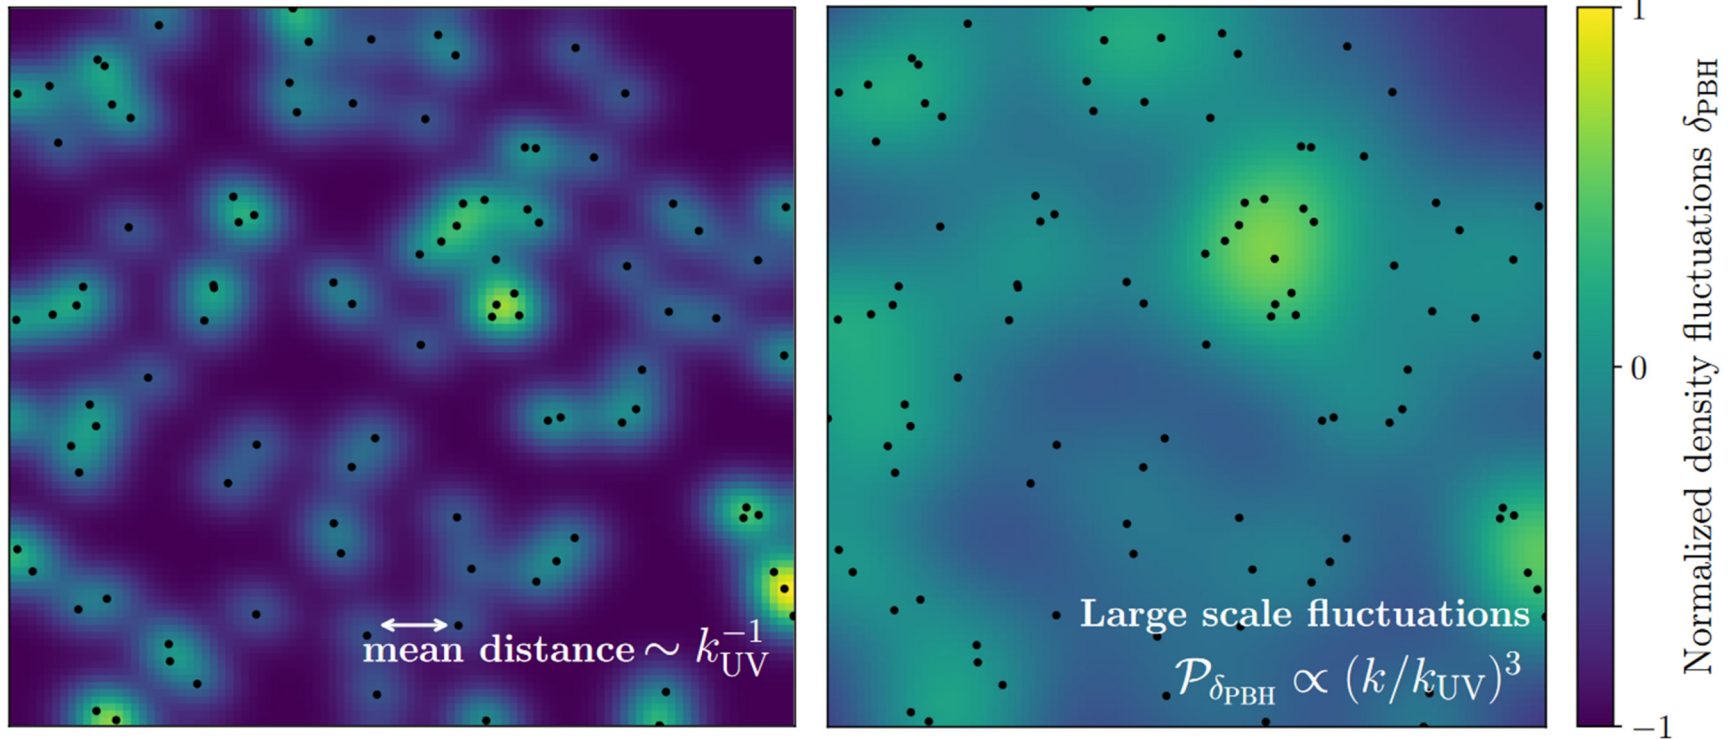 mean distance ∼ k_UV^{-1}
Large scale fluctuations
𝒫_{δ_PBH} ∝ (k/k_UV)^3
1
0
−1
Normalized density fluctuations δ_PBH